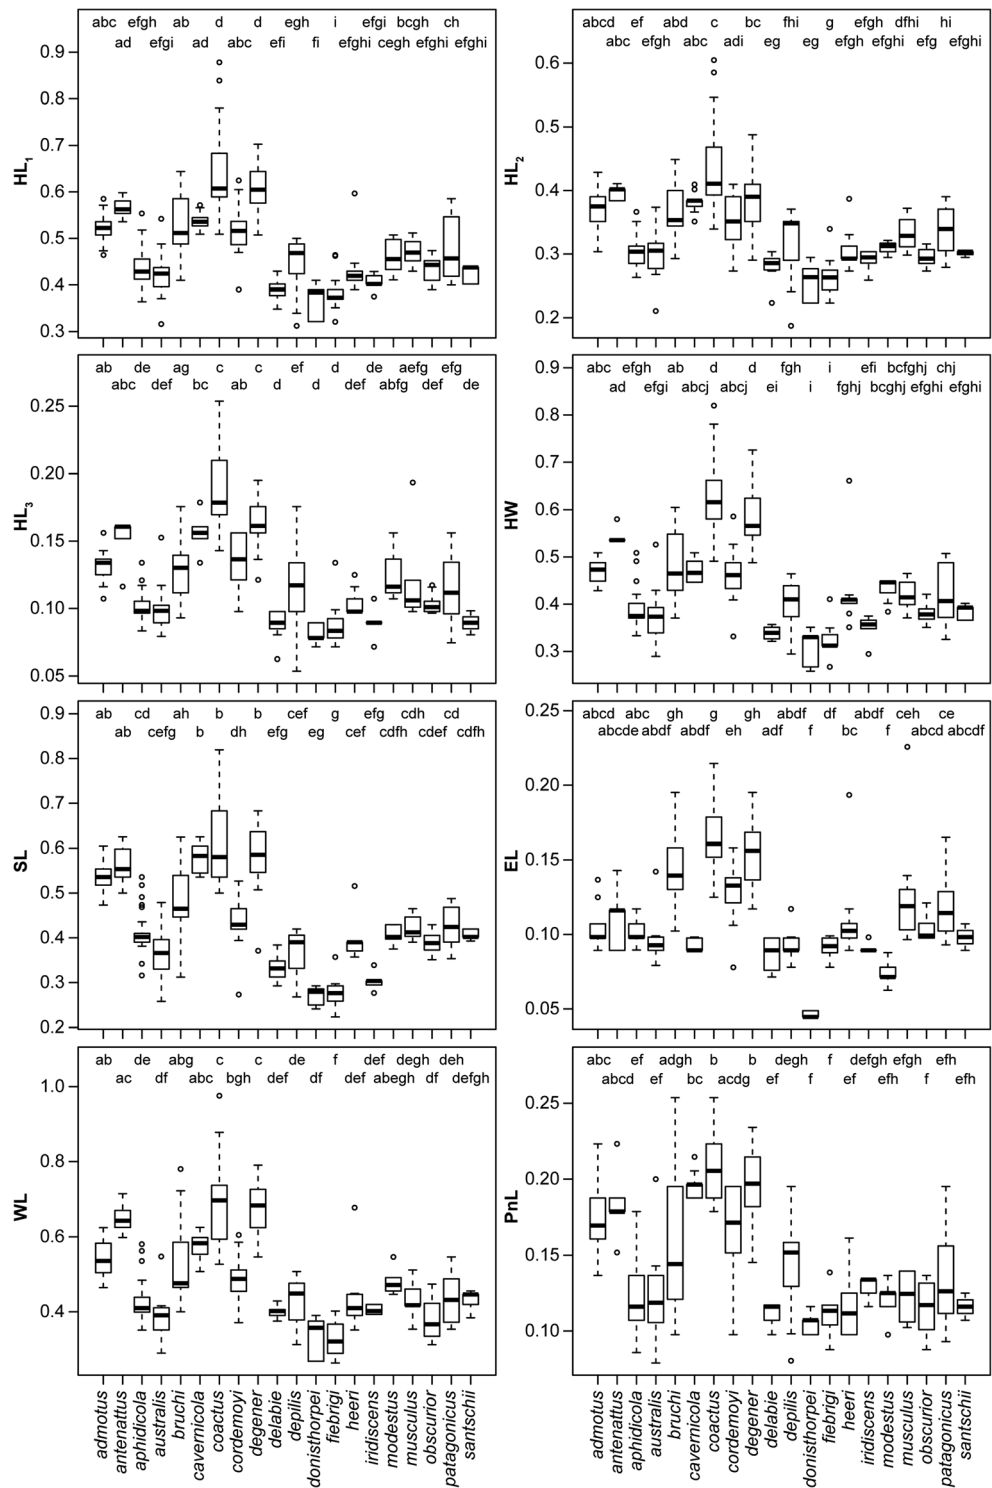 abc efgh ab d d egh i efgi bcgh ch
ad efgi ad abc efi fi efghi cegh efghi efghi
HL1
0.9
0.8
0.7
0.6
0.5
0.4
0.3
abcd ef abd c bc fhi g efgh dfhi hi
abc efgh abc adi eg eg efgh efghi efg efghi
HL2
0.6
0.5
0.4
0.3
0.2
ab de ag c c ef d de aefg efg
abc def bc ab d d def abfg def de
HL3
0.25
0.20
0.15
0.10
0.05
abc efgh ab d d fgh i efi bcfghj chj
ad efgi abcj abcj ei i fghj bcghj efghi efghi
HW
0.9
0.8
0.7
0.6
0.5
0.4
0.3
ab cd ah b b cef g efg cdh cd
ab cefg b dh efg eg cef cdfh cdef cdfh
SL
0.9
0.8
0.7
0.6
0.5
0.4
0.3
0.2
abcd abc gh g gh abdf df abdf ceh ce
abcde abdf abdf eh adf f bc f abcd abcdf
EL
0.25
0.20
0.15
0.10
0.05
ab de abg c c de f def degh deh
ac df abc bgh def df def abegh df defgh
WL
1.0
0.8
0.6
0.4
abc ef adgh b b degh f defgh efgh efh
abcd ef bc acdg ef f ef efh f efh
PnL
0.25
0.20
0.15
0.10
admotus
antenattus
aphidicola
australis
bruchi
cavernicola
coactus
cordemoyi
degener
delabie
depilis
donisthorpei
fiebrigi
heeri
iridiscens
modestus
musculus
obscurior
patagonicus
santschii
admotus
antenattus
aphidicola
australis
bruchi
cavernicola
coactus
cordemoyi
degener
delabie
depilis
donisthorpei
fiebrigi
heeri
iridiscens
modestus
musculus
obscurior
patagonicus
santschii